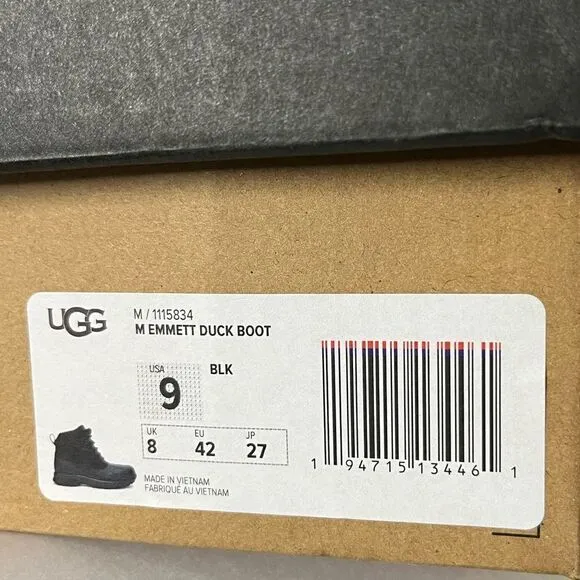 UGG
M / 1115834
M EMMETT DUCK BOOT
USA
9
BLK
UK EU JP
8 42 27
MADE IN VIETNAM
FABRIQUÉ AU VIETNAM
1 94715 13446 1